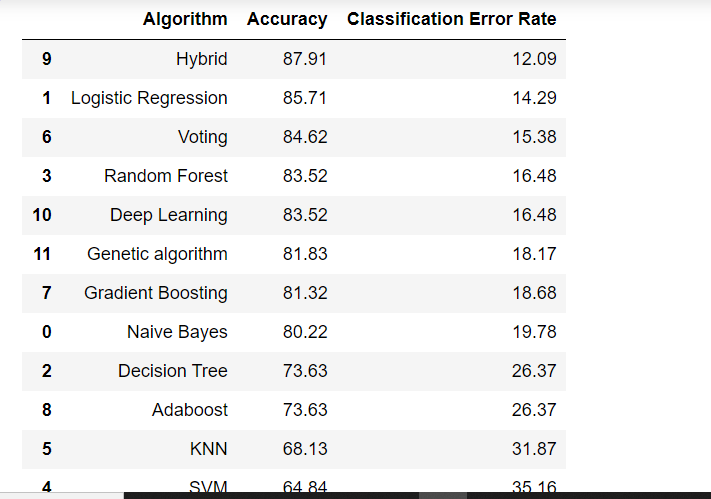 Algorithm Accuracy Classification Error Rate
9 Hybrid 87.91 12.09
1 Logistic Regression 85.71 14.29
6 Voting 84.62 15.38
3 Random Forest 83.52 16.48
10 Deep Learning 83.52 16.48
11 Genetic algorithm 81.83 18.17
7 Gradient Boosting 81.32 18.68
0 Naive Bayes 80.22 19.78
2 Decision Tree 73.63 26.37
8 Adaboost 73.63 26.37
5 KNN 68.13 31.87
4 SVM 64.84 35.16